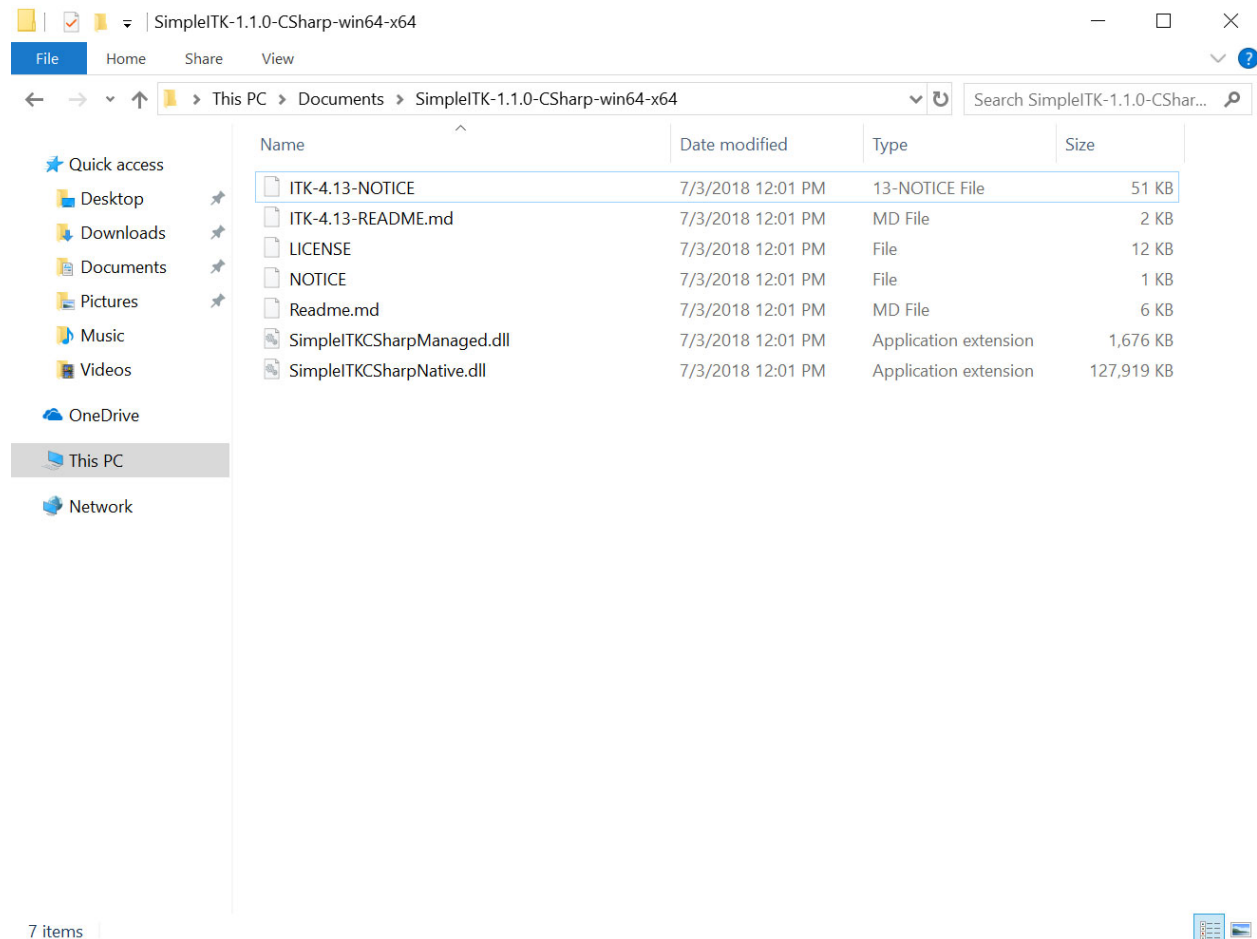 SimpleITK-1.1.0-CSharp-win64-x64
File Home Share View ?
This PC > Documents > SimpleITK-1.1.0-CSharp-win64-x64 Search SimpleITK-1.1.0-CShar...
Name Date modified Type Size
Quick access
Desktop
Downloads
Documents
Pictures
Music
Videos
OneDrive
This PC
Network
ITK-4.13-NOTICE 7/3/2018 12:01 PM 13-NOTICE File 51 KB
ITK-4.13-README.md 7/3/2018 12:01 PM MD File 2 KB
LICENSE 7/3/2018 12:01 PM File 12 KB
NOTICE 7/3/2018 12:01 PM File 1 KB
Readme.md 7/3/2018 12:01 PM MD File 6 KB
SimpleITKCSharpManaged.dll 7/3/2018 12:01 PM Application extension 1,676 KB
SimpleITKCSharpNative.dll 7/3/2018 12:01 PM Application extension 127,919 KB
7 items